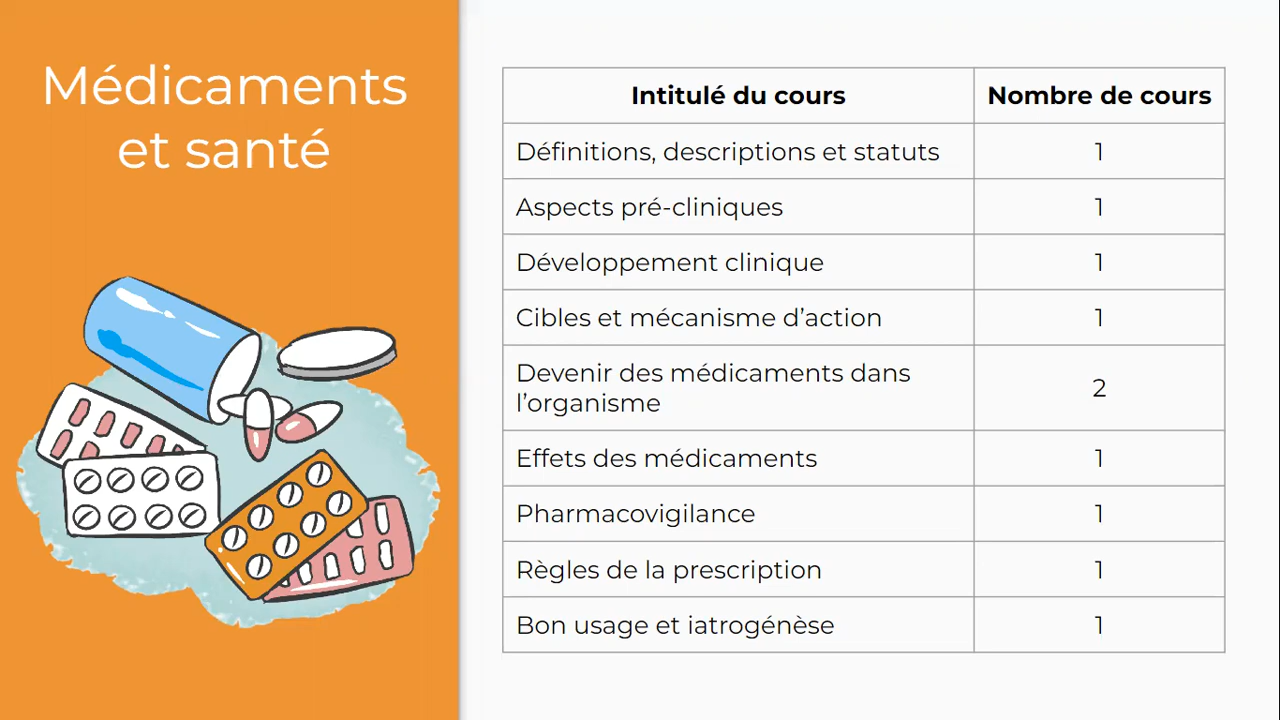 Médicaments
et santé
Intitulé du cours
Nombre de cours
Définitions, descriptions et statuts
1
Aspects pré-cliniques
1
Développement clinique
1
Cibles et mécanisme d’action
1
Devenir des médicaments dans
l’organisme
2
Effets des médicaments
1
Pharmacovigilance
1
Règles de la prescription
1
Bon usage et iatrogénèse
1